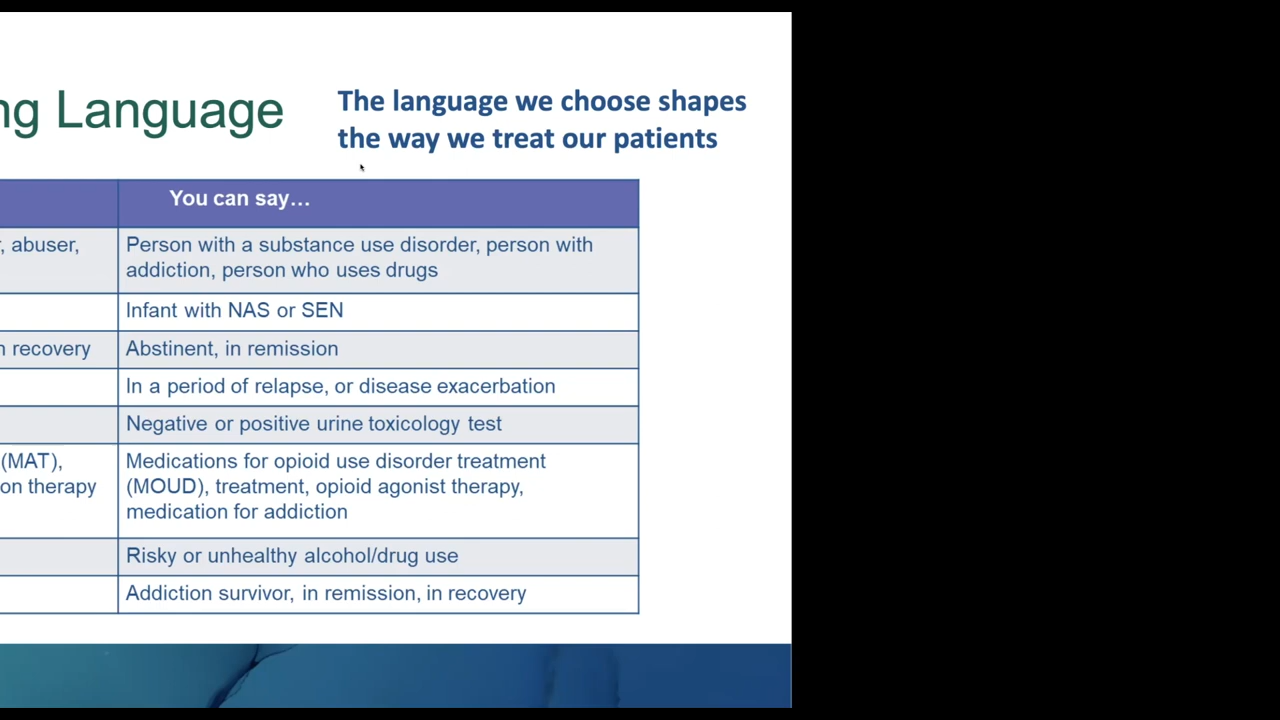 ng Language
The language we choose shapes
the way we treat our patients
You can say…
, abuser,
Person with a substance use disorder, person with
addiction, person who uses drugs
Infant with NAS or SEN
recovery
Abstinent, in remission
In a period of relapse, or disease exacerbation
Negative or positive urine toxicology test
(MAT),
on therapy
Medications for opioid use disorder treatment
(MOUD), treatment, opioid agonist therapy,
medication for addiction
Risky or unhealthy alcohol/drug use
Addiction survivor, in remission, in recovery